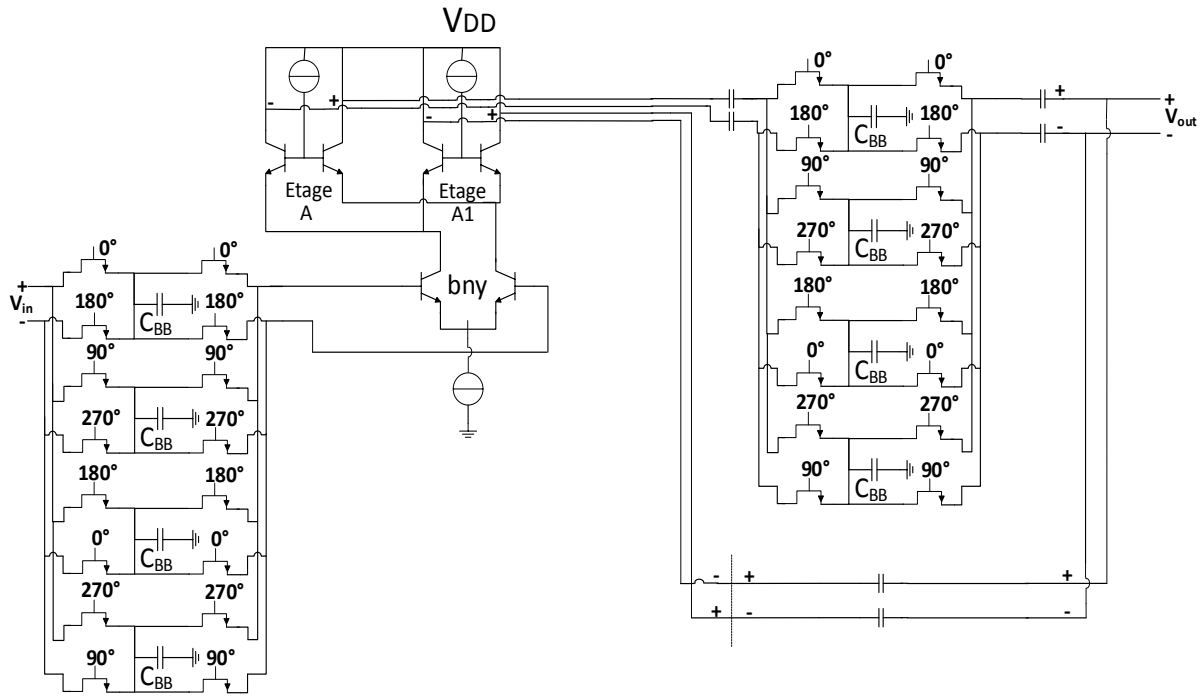 VDD
- + - +
Etage A
Etage A1
bny
0° 0°
+
Vin
-
180° 180°
CBB
90° 90°
270° 270°
CBB
180° 180°
0° 0°
CBB
270° 270°
90° 90°
CBB
0° 0°
180° 180°
CBB
90° 90°
270° 270°
CBB
180° 180°
0° 0°
CBB
270° 270°
90° 90°
CBB
+ +
Vout
- -
- + +
+ - -